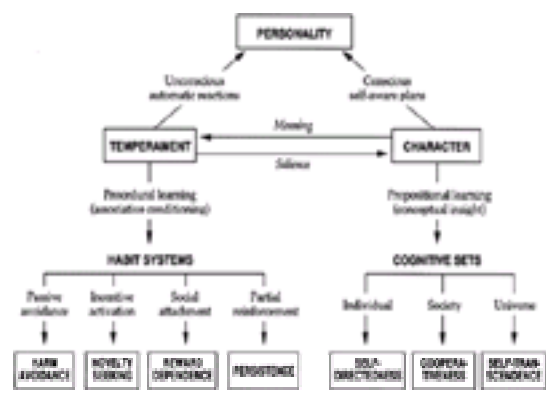 PERSONALITY
Unconscious
automatic reactions
Conscious
self-aware plans
Meaning
TEMPERAMENT
CHARACTER
Salience
Procedural learning
(associative conditioning)
Propositional learning
(conceptual insight)
HABIT SYSTEMS
COGNITIVE SETS
Passive
avoidance
Incentive
activation
Social
attachment
Partial
reinforcement
Individual
Society
Universe
HARM
AVOIDANCE
NOVELTY
SEEKING
REWARD
DEPENDENCE
PERSISTENCE
SELF-
DIRECTEDNESS
COOPERA-
TIVENESS
SELF-TRAN-
SCENDENCE